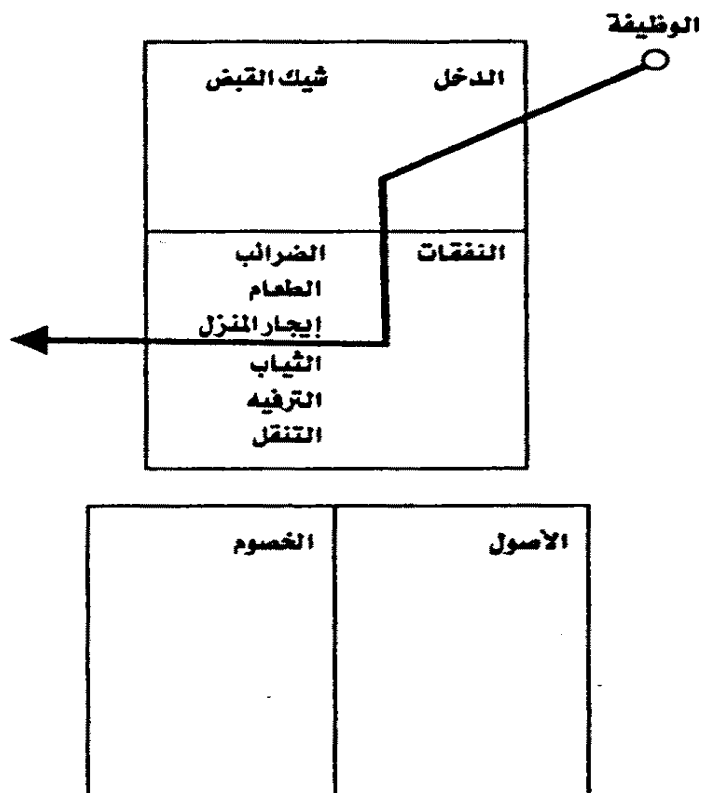 الوظيفة
الدخل
شيك القبض
النفقات
الضرائب
الطعام
إيجار المنزل
الثياب
الترفيه
التنقل
الأصول
الخصوم